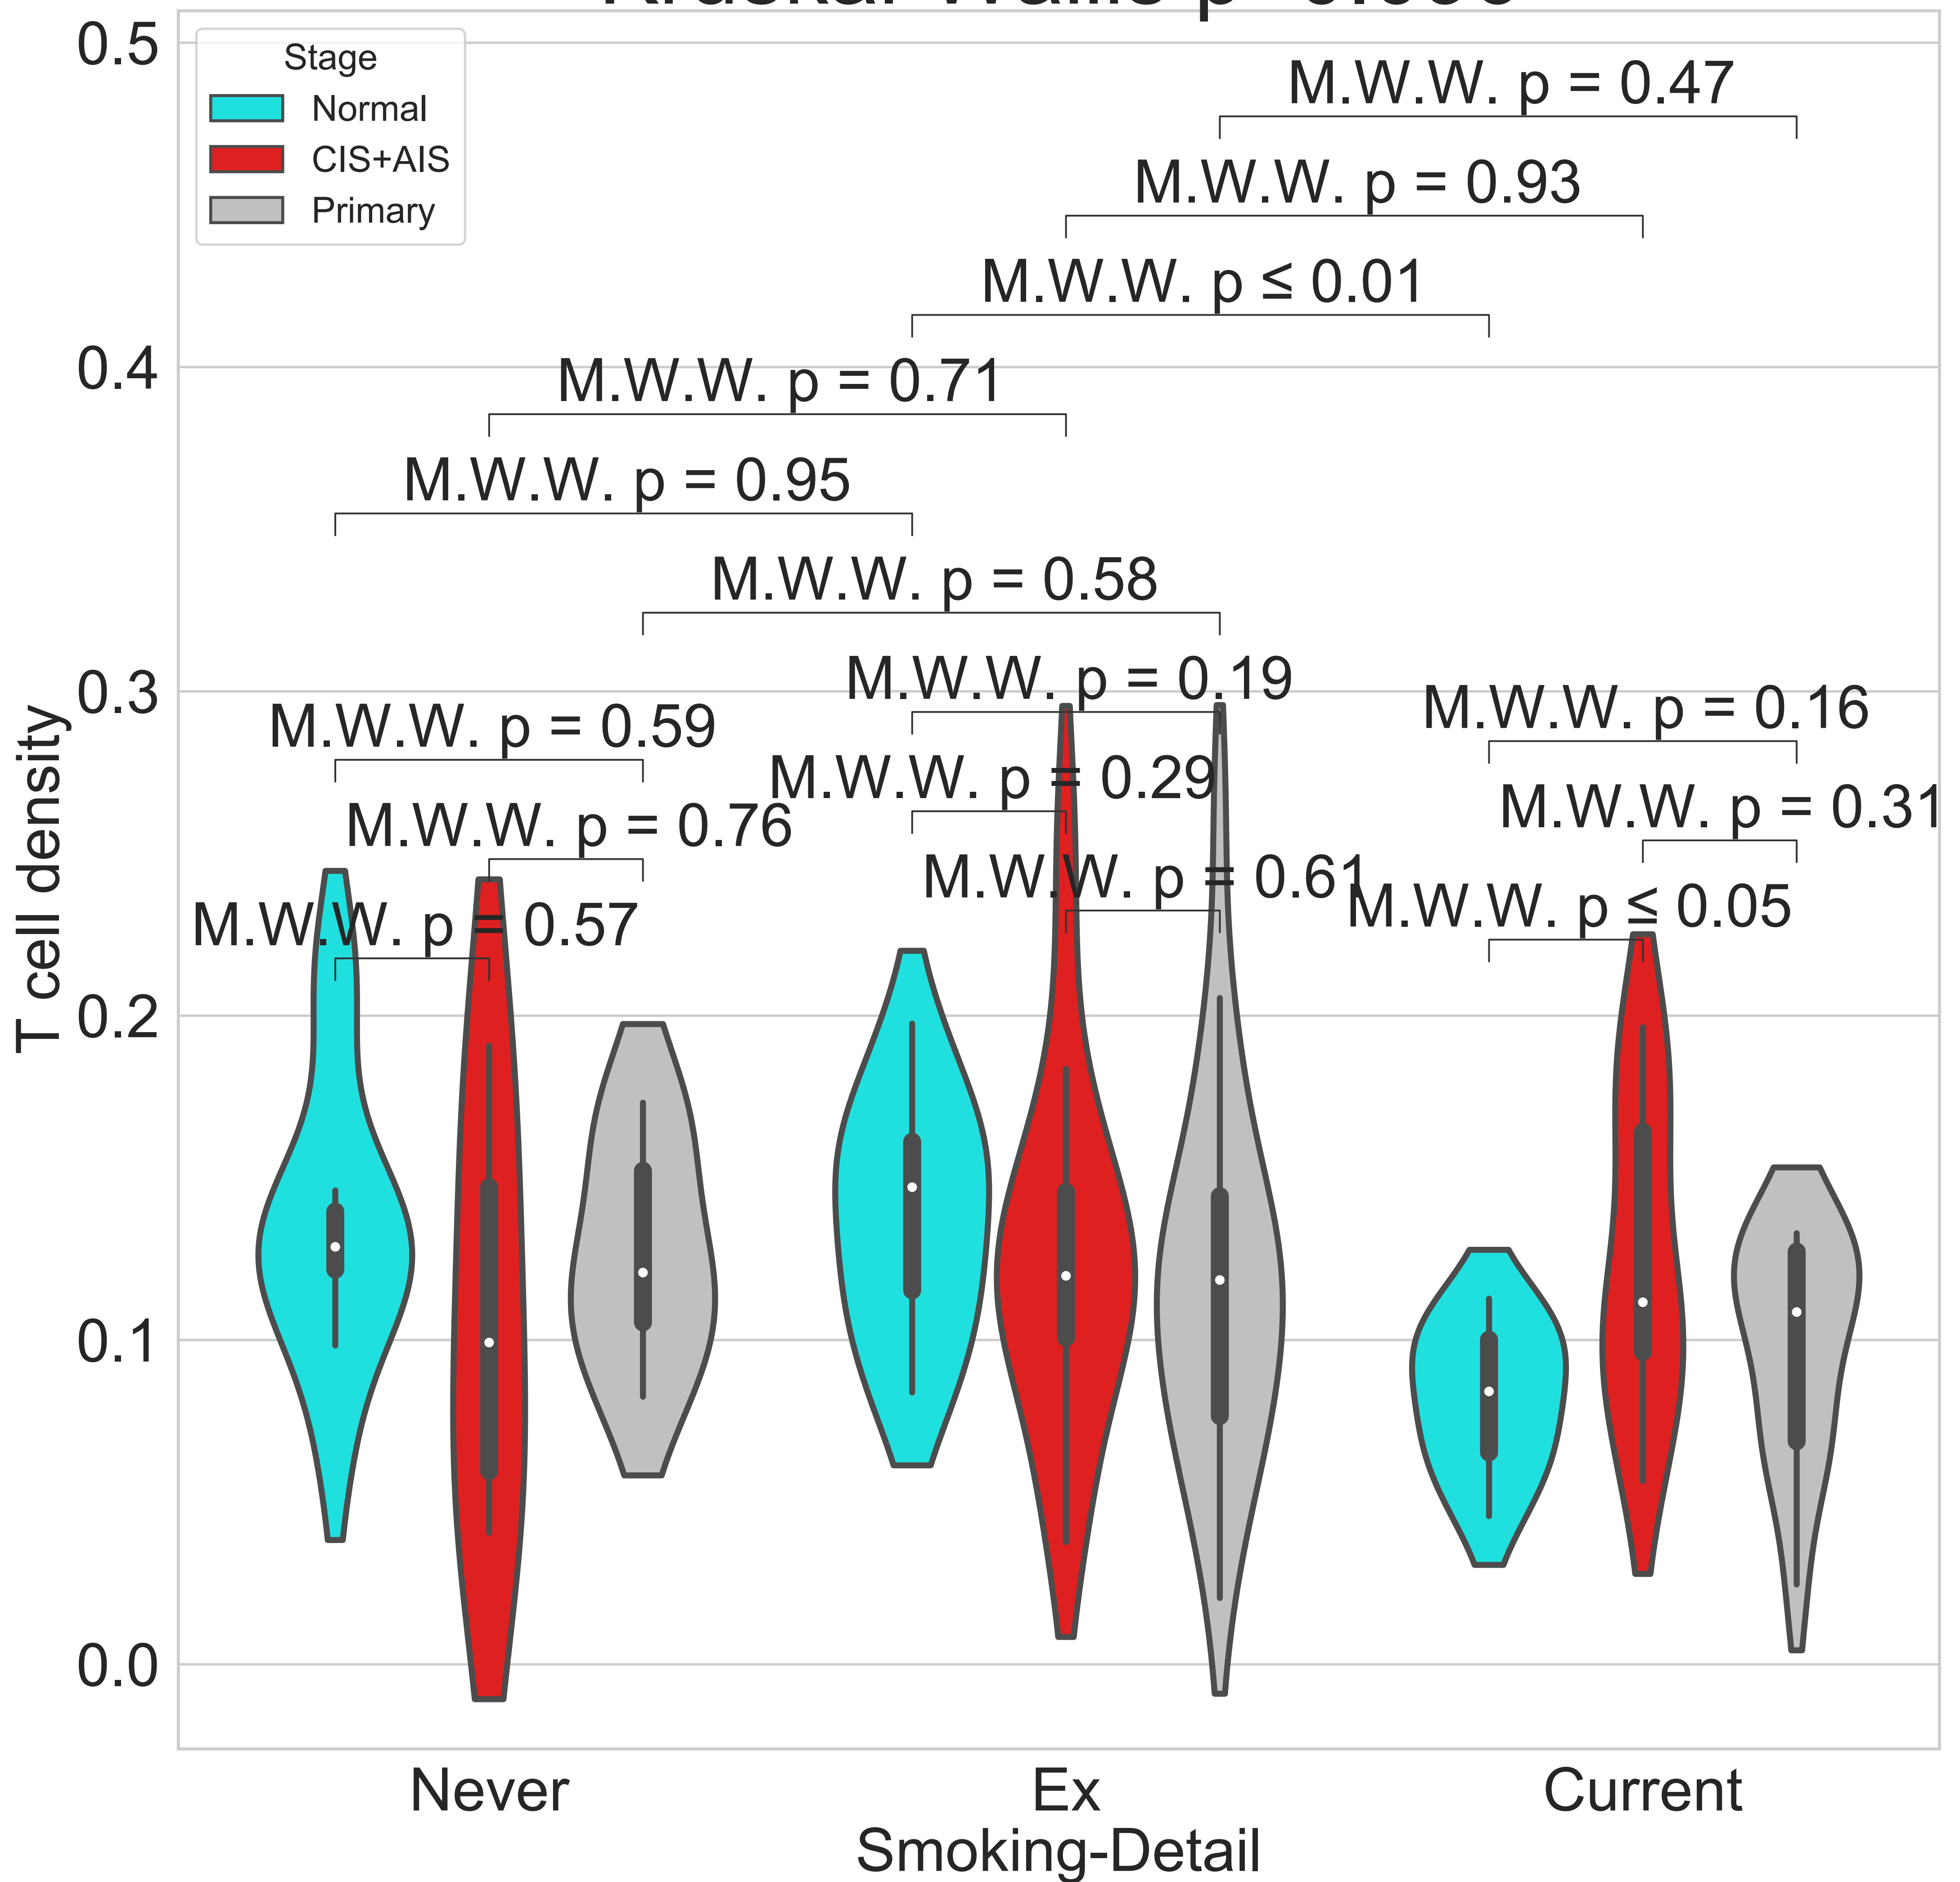 0.5
Stage
Normal
CIS+AIS
Primary
M.W.W. p = 0.47
M.W.W. p = 0.93
M.W.W. p ≤ 0.01
0.4
M.W.W. p = 0.71
M.W.W. p = 0.95
M.W.W. p = 0.58
M.W.W. p = 0.19
0.3
M.W.W. p = 0.16
M.W.W. p = 0.59
M.W.W. p = 0.29
M.W.W. p = 0.31
M.W.W. p = 0.76
M.W.W. p = 0.61
M.W.W. p ≤ 0.05
M.W.W. p = 0.57
T cell density
0.2
0.1
0.0
Never
Ex
Current
Smoking-Detail